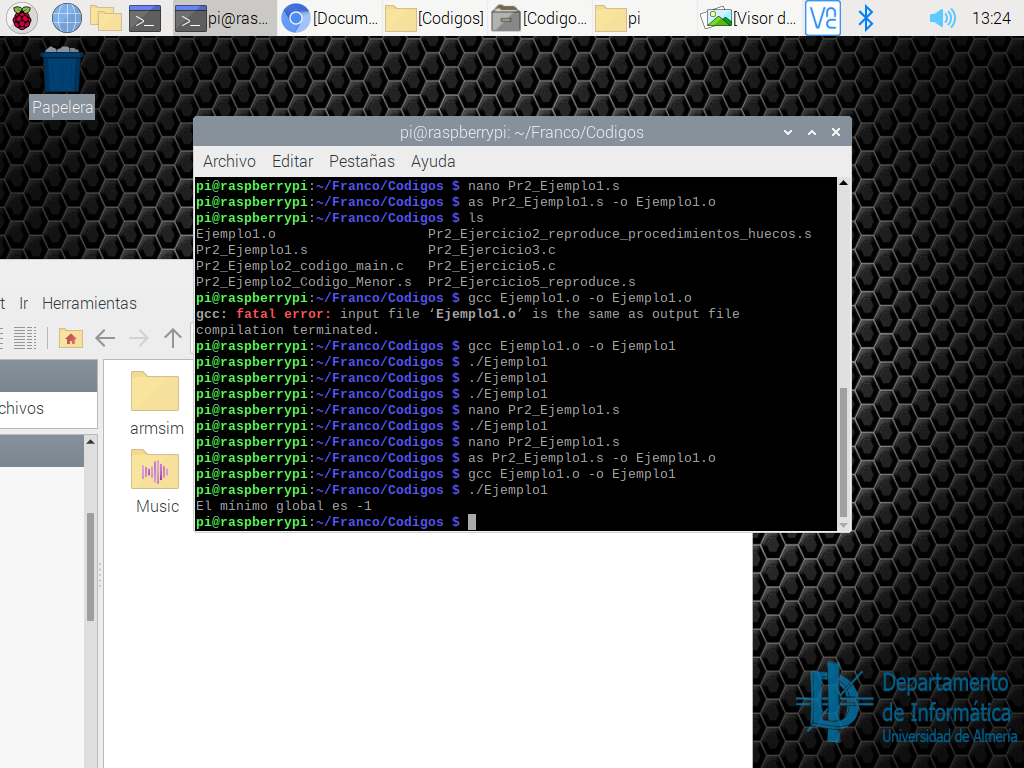 pi@ras... [Docum... [Codigos] [Codigo... pi [Visor d... 13:24
Papelera
pi@raspberrypi: ~/Franco/Codigos
Archivo Editar Pestañas Ayuda
pi@raspberrypi:~/Franco/Codigos $ nano Pr2_Ejemplo1.s
pi@raspberrypi:~/Franco/Codigos $ as Pr2_Ejemplo1.s -o Ejemplo1.o
pi@raspberrypi:~/Franco/Codigos $ ls
Ejemplo1.o Pr2_Ejercicio2_reproduce_procedimientos_huecos.s
Pr2_Ejemplo1.s Pr2_Ejercicio3.c
Pr2_Ejemplo2_codigo_main.c Pr2_Ejercicio5.c
Pr2_Ejemplo2_Codigo_Menor.s Pr2_Ejercicio5_reproduce.s
pi@raspberrypi:~/Franco/Codigos $ gcc Ejemplo1.o -o Ejemplo1.o
gcc: fatal error: input file ‘Ejemplo1.o’ is the same as output file
compilation terminated.
pi@raspberrypi:~/Franco/Codigos $ gcc Ejemplo1.o -o Ejemplo1
pi@raspberrypi:~/Franco/Codigos $ ./Ejemplo1
pi@raspberrypi:~/Franco/Codigos $ ./Ejemplo1
pi@raspberrypi:~/Franco/Codigos $ ./Ejemplo1
pi@raspberrypi:~/Franco/Codigos $ nano Pr2_Ejemplo1.s
pi@raspberrypi:~/Franco/Codigos $ ./Ejemplo1
pi@raspberrypi:~/Franco/Codigos $ nano Pr2_Ejemplo1.s
pi@raspberrypi:~/Franco/Codigos $ as Pr2_Ejemplo1.s -o Ejemplo1.o
pi@raspberrypi:~/Franco/Codigos $ gcc Ejemplo1.o -o Ejemplo1
pi@raspberrypi:~/Franco/Codigos $ ./Ejemplo1
El mínimo global es -1
pi@raspberrypi:~/Franco/Codigos $
t Ir Herramientas
chivos
armsim
Music
Departamento
de Informática
Universidad de Almería